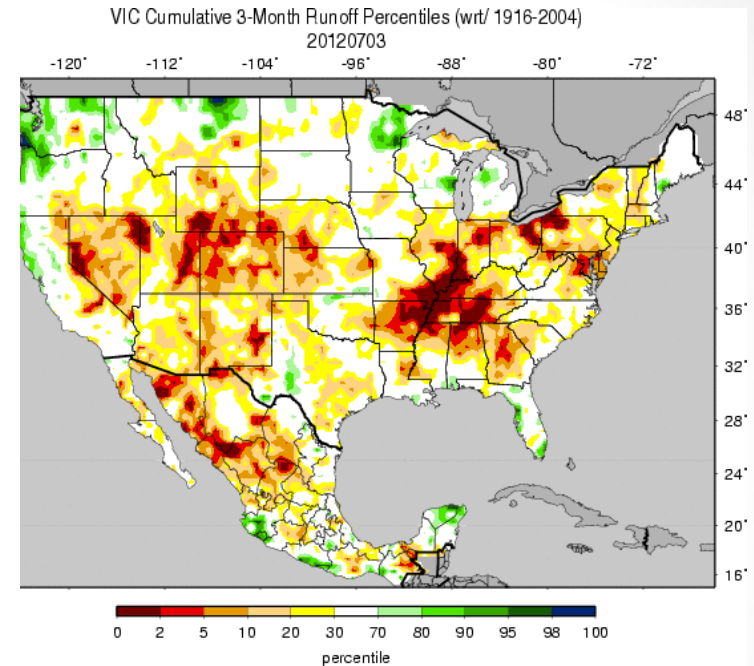 VIC Cumulative 3-Month Runoff Percentiles (wrt/ 1916-2004)
20120703
-120° -112° -104° -96° -88° -80° -72°
48°
44°
40°
36°
32°
28°
24°
20°
16°
0 2 5 10 20 30 70 80 90 95 98 100
percentile